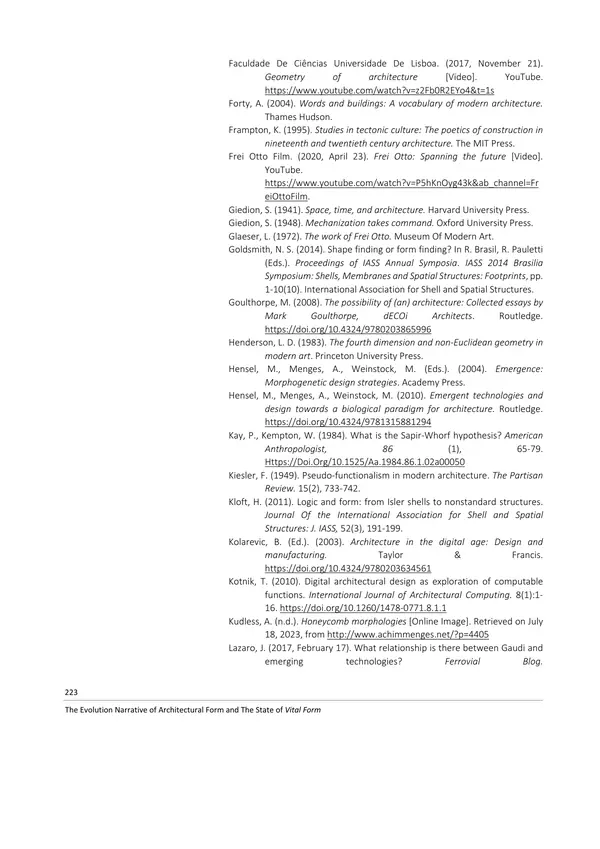 Faculdade De Ciências Universidade De Lisboa. (2017, November 21).
Geometry of architecture [Video]. YouTube.
https://www.youtube.com/watch?v=z2Fb0R2EYo4&t=1s
Forty, A. (2004). Words and buildings: A vocabulary of modern architecture.
Thames Hudson.
Frampton, K. (1995). Studies in tectonic culture: The poetics of construction in
nineteenth and twentieth century architecture. The MIT Press.
Frei Otto Film. (2020, April 23). Frei Otto: Spanning the future [Video].
YouTube.
https://www.youtube.com/watch?v=P5hKnOyg43k&ab_channel=Fr
eiOttoFilm.
Giedion, S. (1941). Space, time, and architecture. Harvard University Press.
Giedion, S. (1948). Mechanization takes command. Oxford University Press.
Glaeser, L. (1972). The work of Frei Otto. Museum Of Modern Art.
Goldsmith, N. S. (2014). Shape finding or form finding? In R. Brasil, R. Pauletti
(Eds.). Proceedings of IASS Annual Symposia. IASS 2014 Brasilia
Symposium: Shells, Membranes and Spatial Structures: Footprints, pp.
1-10(10). International Association for Shell and Spatial Structures.
Goulthorpe, M. (2008). The possibility of (an) architecture: Collected essays by
Mark Goulthorpe, dECOi Architects. Routledge.
https://doi.org/10.4324/9780203865996
Henderson, L. D. (1983). The fourth dimension and non-Euclidean geometry in
modern art. Princeton University Press.
Hensel, M., Menges, A., Weinstock, M. (Eds.). (2004). Emergence:
Morphogenetic design strategies. Academy Press.
Hensel, M., Menges, A., Weinstock, M. (2010). Emergent technologies and
design towards a biological paradigm for architecture. Routledge.
https://doi.org/10.4324/9781315881294
Kay, P., Kempton, W. (1984). What is the Sapir-Whorf hypothesis? American
Anthropologist, 86 (1), 65-79.
Https://Doi.Org/10.1525/Aa.1984.86.1.02a00050
Kiesler, F. (1949). Pseudo-functionalism in modern architecture. The Partisan
Review. 15(2), 733-742.
Kloft, H. (2011). Logic and form: from Isler shells to nonstandard structures.
Journal Of the International Association for Shell and Spatial
Structures: J. IASS, 52(3), 191-199.
Kolarevic, B. (Ed.). (2003). Architecture in the digital age: Design and
manufacturing. Taylor & Francis.
https://doi.org/10.4324/9780203634561
Kotnik, T. (2010). Digital architectural design as exploration of computable
functions. International Journal of Architectural Computing. 8(1):1-
16. https://doi.org/10.1260/1478-0771.8.1.1
Kudless, A. (n.d.). Honeycomb morphologies [Online Image]. Retrieved on July
18, 2023, from http://www.achimmenges.net/?p=4405
Lazaro, J. (2017, February 17). What relationship is there between Gaudi and
emerging technologies? Ferrovial Blog.
223
The Evolution Narrative of Architectural Form and The State of Vital Form